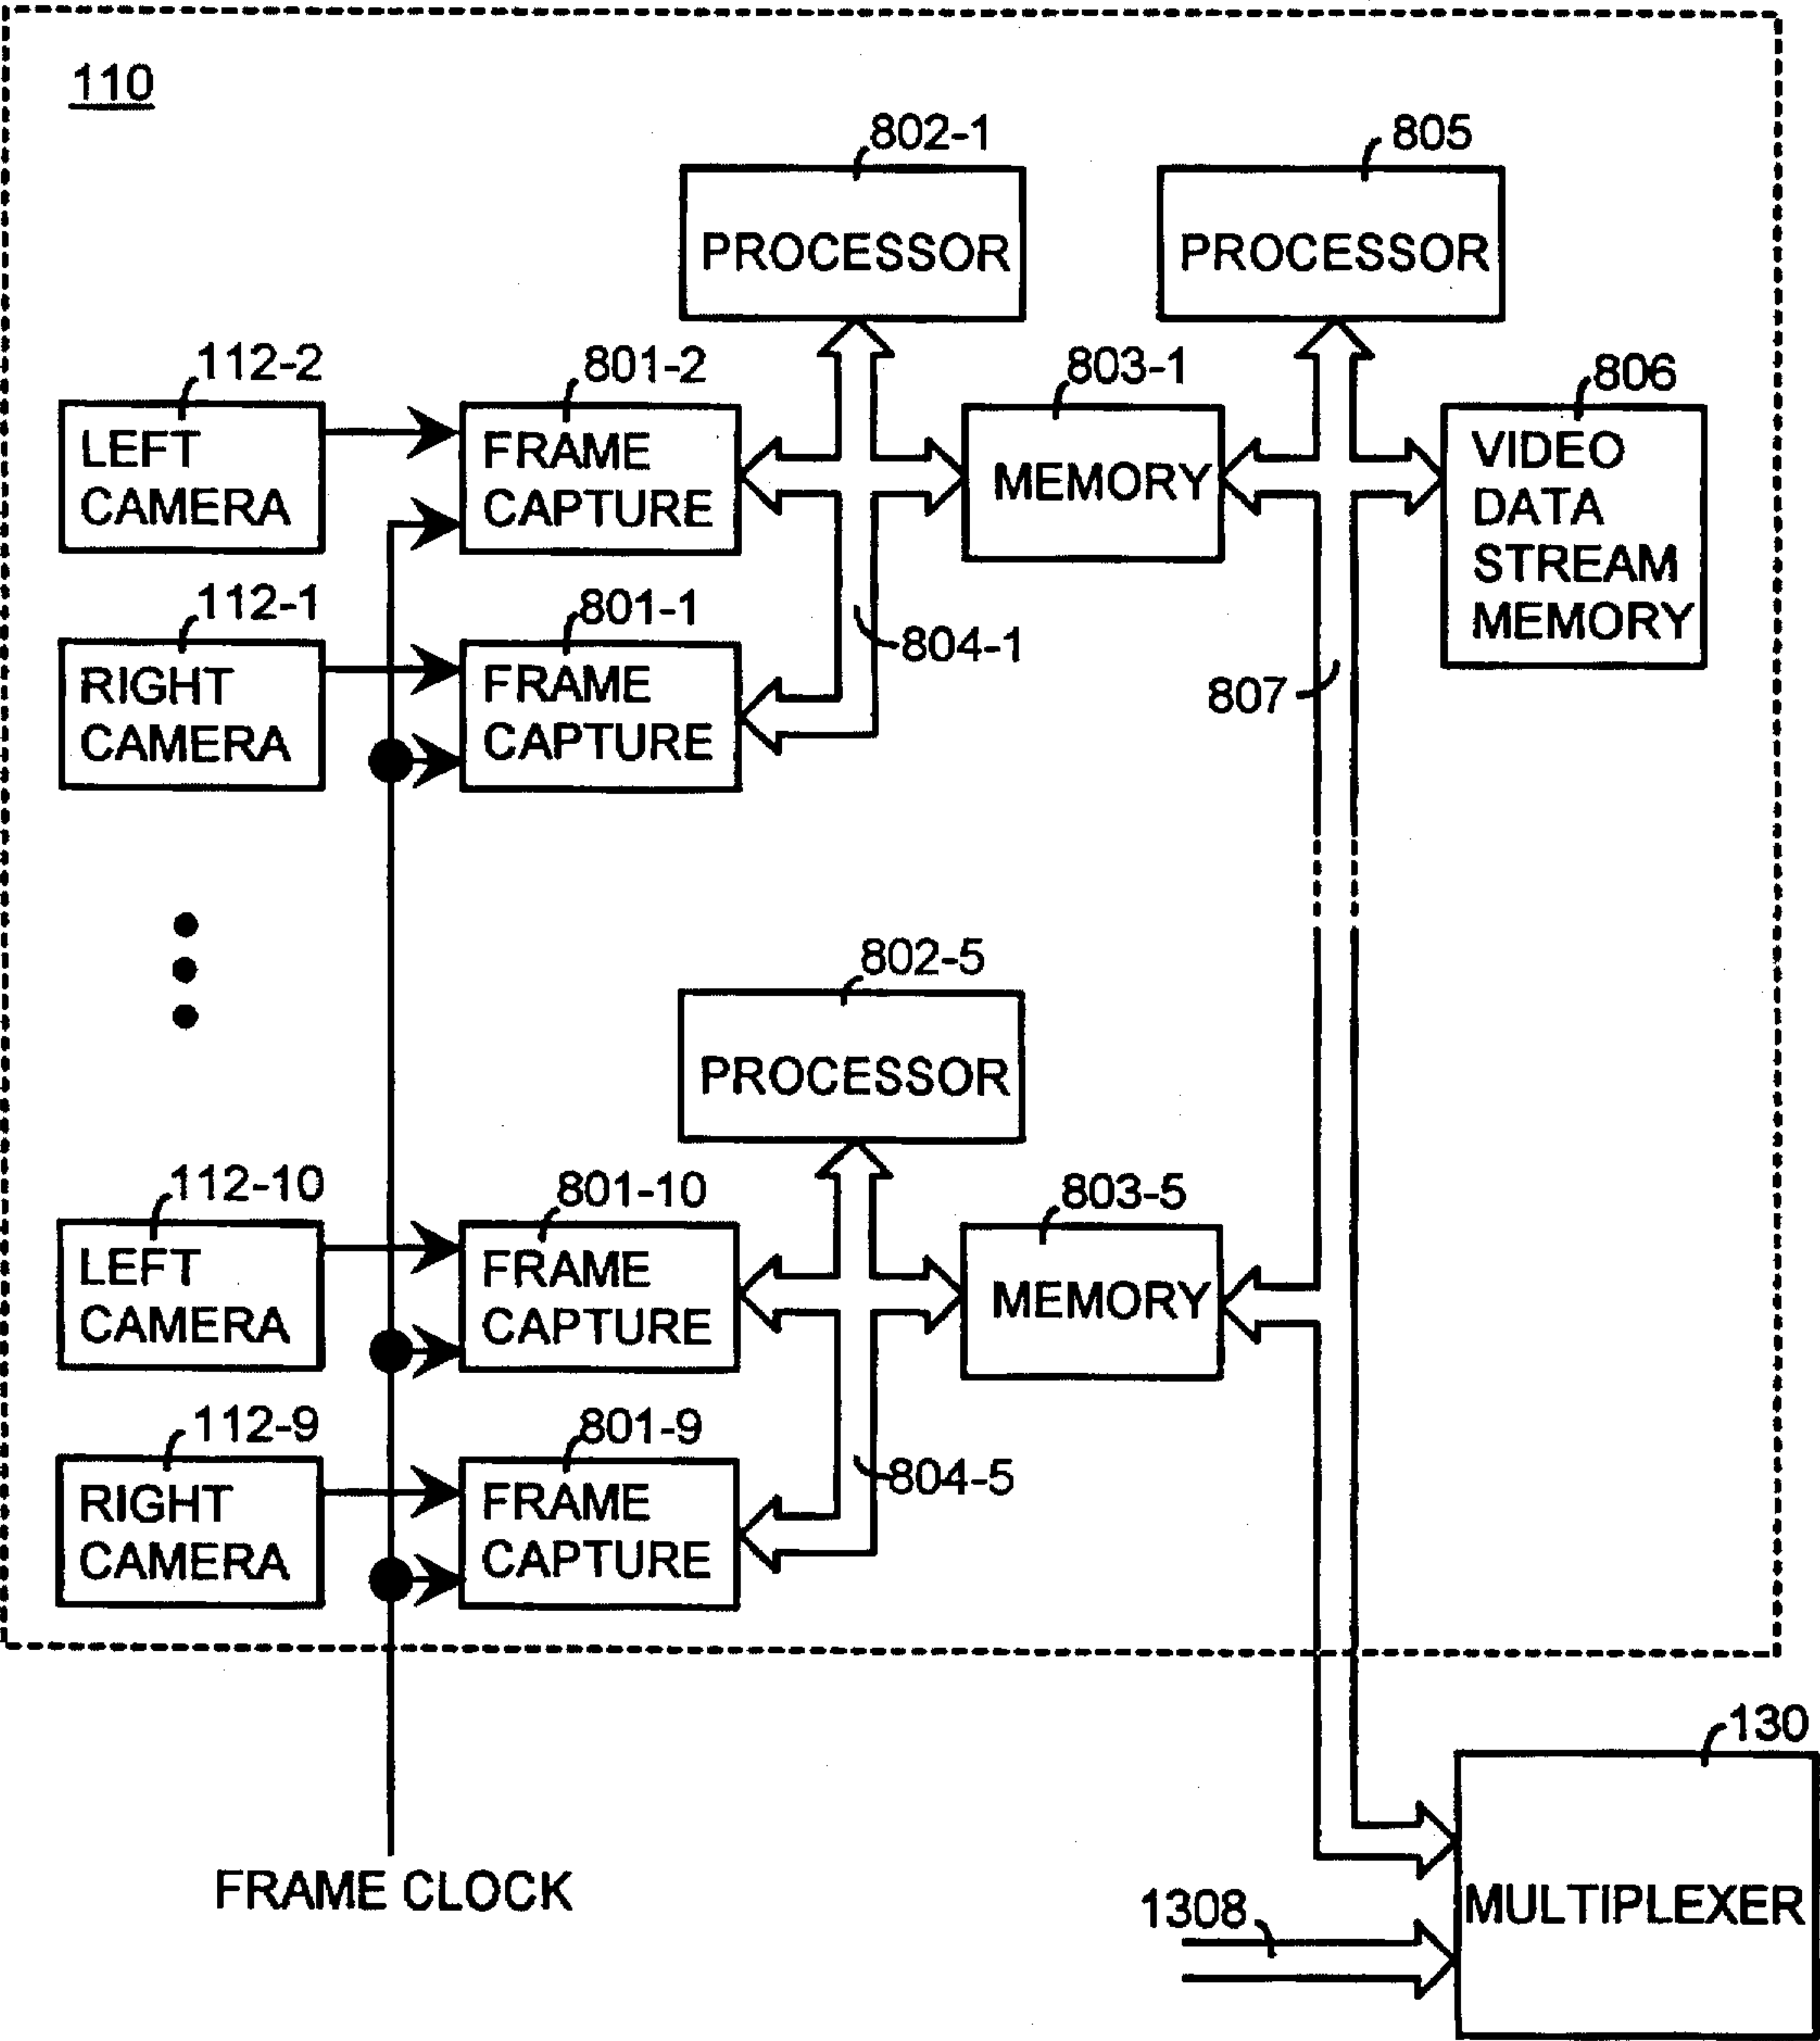 110
802-1
805
PROCESSOR
PROCESSOR
112-2
801-2
803-1
806
LEFT
CAMERA
FRAME
CAPTURE
MEMORY
VIDEO
DATA
STREAM
MEMORY
112-1
801-1
804-1
RIGHT
CAMERA
FRAME
CAPTURE
807
802-5
PROCESSOR
112-10
801-10
803-5
LEFT
CAMERA
FRAME
CAPTURE
MEMORY
112-9
801-9
804-5
RIGHT
CAMERA
FRAME
CAPTURE
130
FRAME CLOCK
1308
MULTIPLEXER